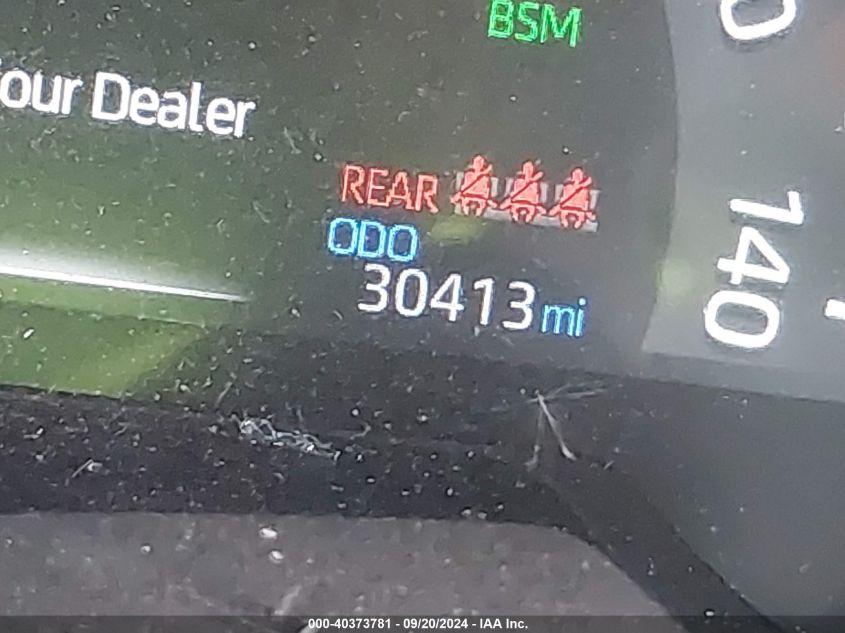 BSM
our Dealer
REAR
ODO
30413 mi
140
000-40373781 - 09/20/2024 - IAA Inc.